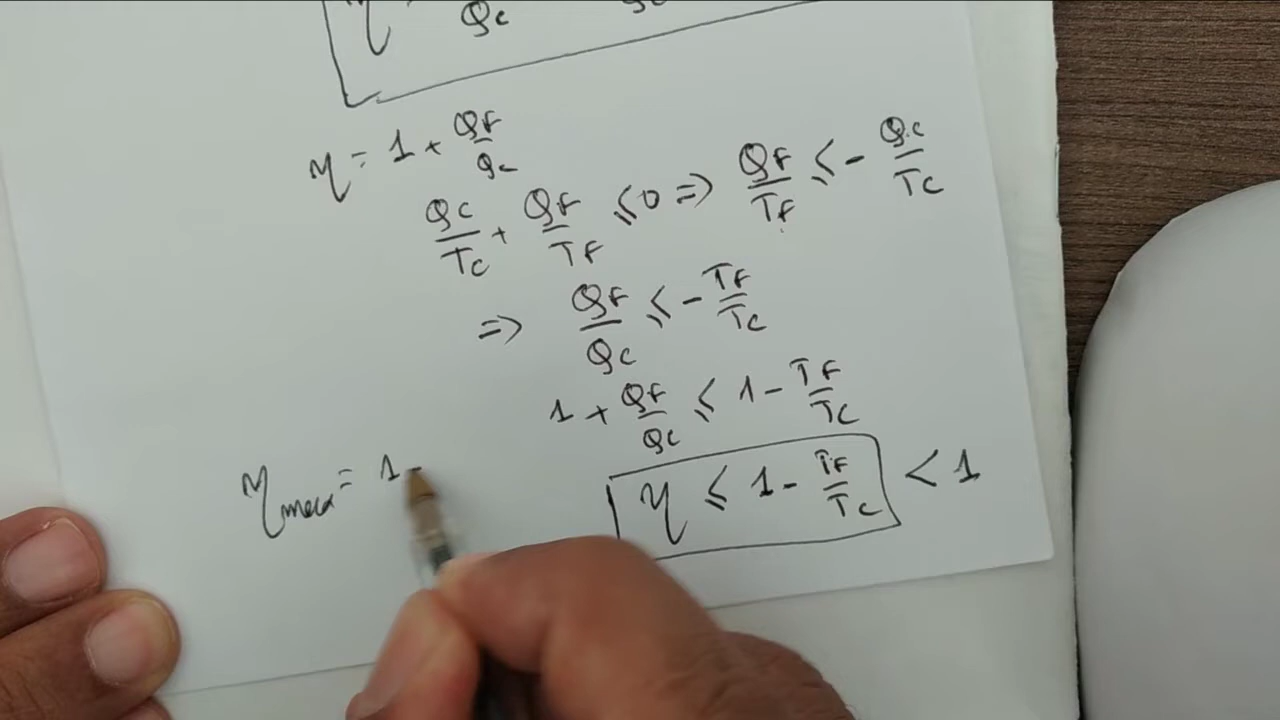 η Qc
η = 1 + QF/Qc
Qc/Tc + QF/TF ≤ 0 => QF/TF ≤ - Qc/Tc
=> QF/Qc ≤ - TF/Tc
1 + QF/Qc ≤ 1 - TF/Tc
η ≤ 1 - TF/Tc < 1
ηmax = 1 -